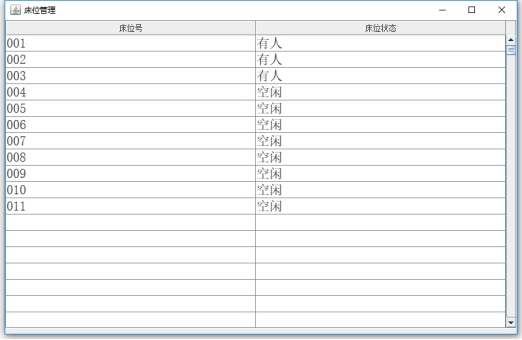 床位管理
床位号 床位状态
001 有人
002 有人
003 有人
004 空闲
005 空闲
006 空闲
007 空闲
008 空闲
009 空闲
010 空闲
011 空闲